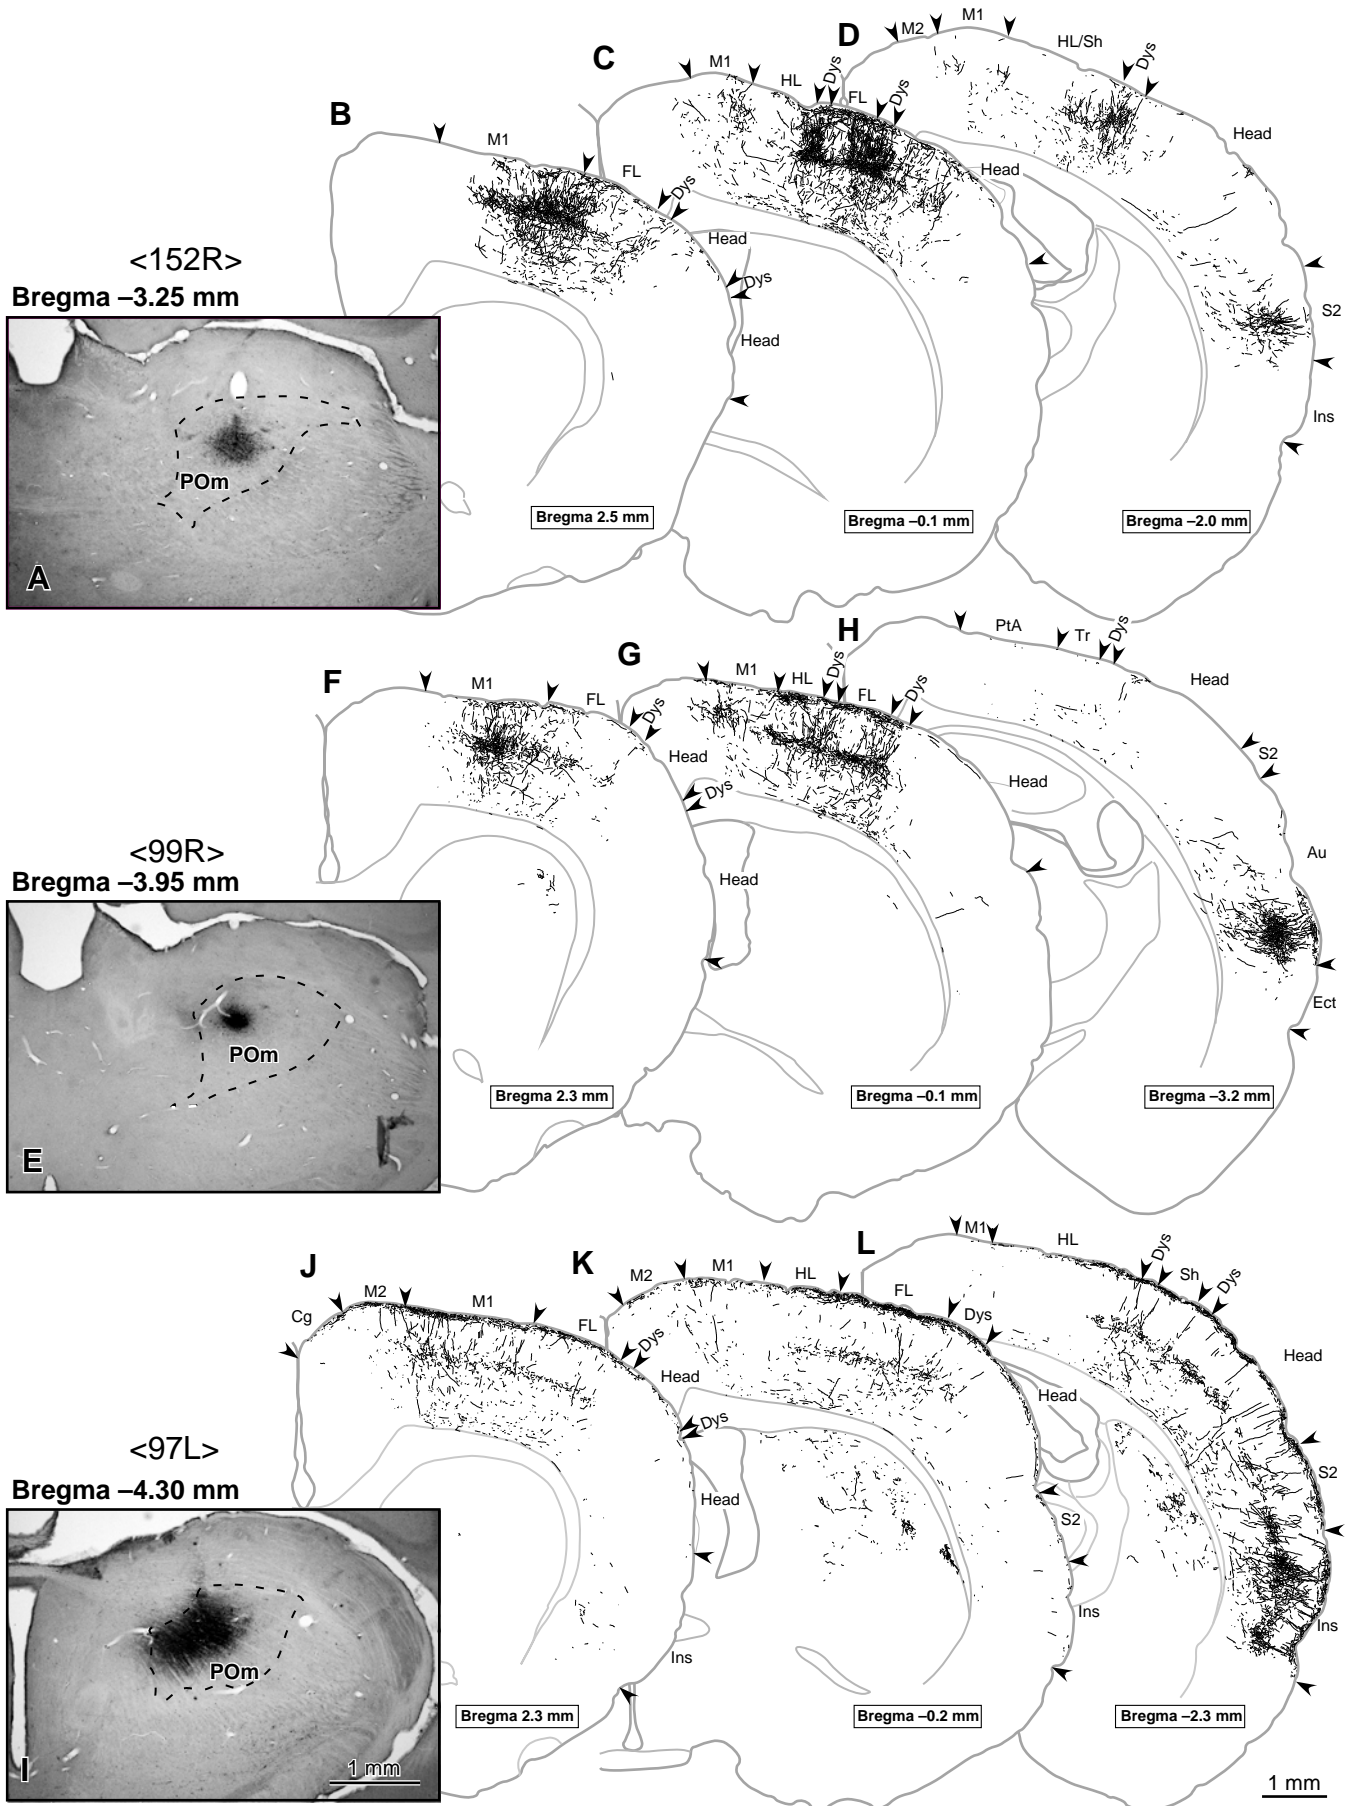 D
M2
M1
HL/Sh
Dys
Head
S2
Ins
Bregma –2.0 mm
C
M1
HL
Dys
FL
Dys
Head
Bregma –0.1 mm
B
M1
FL
Dys
Head
Dys
Head
Bregma 2.5 mm
<152R>
Bregma –3.25 mm
POm
A
H
PtA
Tr
Dys
Head
S2
Au
Ect
Bregma –3.2 mm
G
M1
HL
Dys
FL
Dys
Head
Bregma –0.1 mm
F
M1
FL
Dys
Head
Dys
Head
Bregma 2.3 mm
<99R>
Bregma –3.95 mm
POm
E
L
M1
HL
Dys
Sh
Dys
Head
S2
Ins
Bregma –2.3 mm
K
M2
M1
HL
FL
Dys
Head
S2
Ins
Bregma –0.2 mm
J
Cg
M2
M1
FL
Dys
Head
Dys
Head
Ins
Bregma 2.3 mm
<97L>
Bregma –4.30 mm
POm
I
1 mm
1 mm